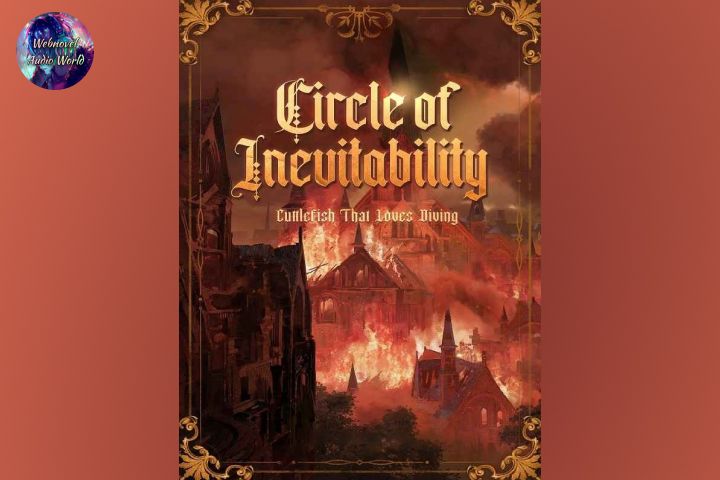 Webnovel
Audio World
Circle of
Inevitability
Cuttlefish That Loves Diving